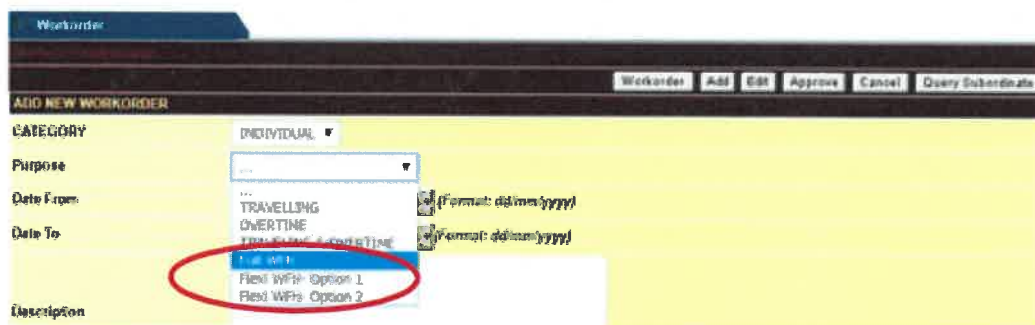 Workorder
Workorder Add Edit Approve Cancel Query Subordinate
ADD NEW WORKORDER
CATEGORY INDIVIDUAL
Purpose ...
...
Date From TRAVELLING (Format: dd/mm/yyyy)
OVERTIME
Date To TRAVELLING / OVERTIME (Format: dd/mm/yyyy)
Full WFH
Flexi WFH Option 1
Flexi WFH Option 2
Description